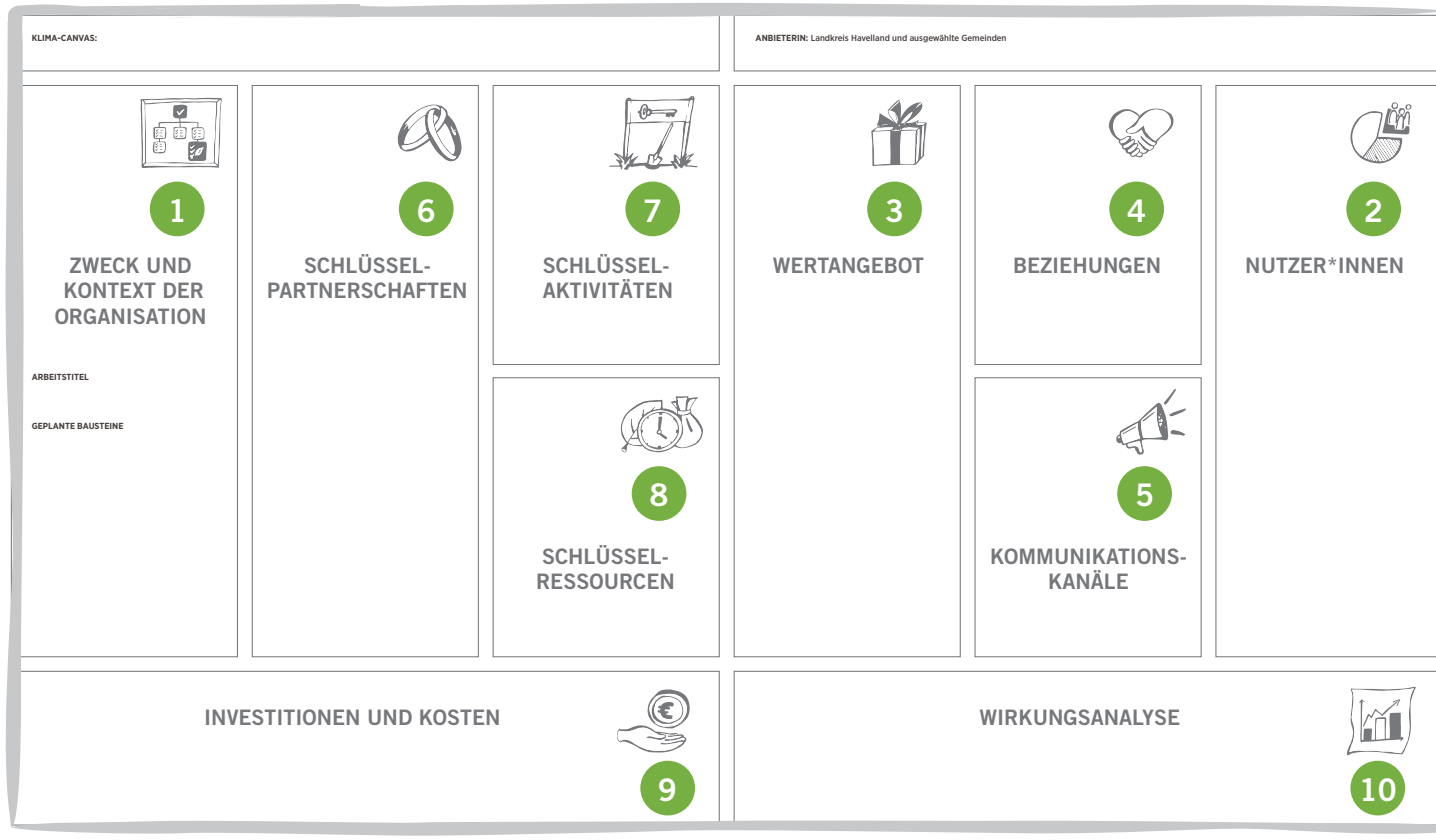 KLIMA-CANVAS:
ANBIETERIN: Landkreis Havelland und ausgewählte Gemeinden
1
ZWECK UND
KONTEXT DER
ORGANISATION
ARBEITSTITEL
GEPLANTE BAUSTEINE
6
SCHLÜSSEL-
PARTNERSCHAFTEN
7
SCHLÜSSEL-
AKTIVITÄTEN
8
SCHLÜSSEL-
RESSOURCEN
3
WERTANGEBOT
4
BEZIEHUNGEN
5
KOMMUNIKATIONS-
KANÄLE
2
NUTZER*INNEN
INVESTITIONEN UND KOSTEN
€
9
WIRKUNGSANALYSE
10